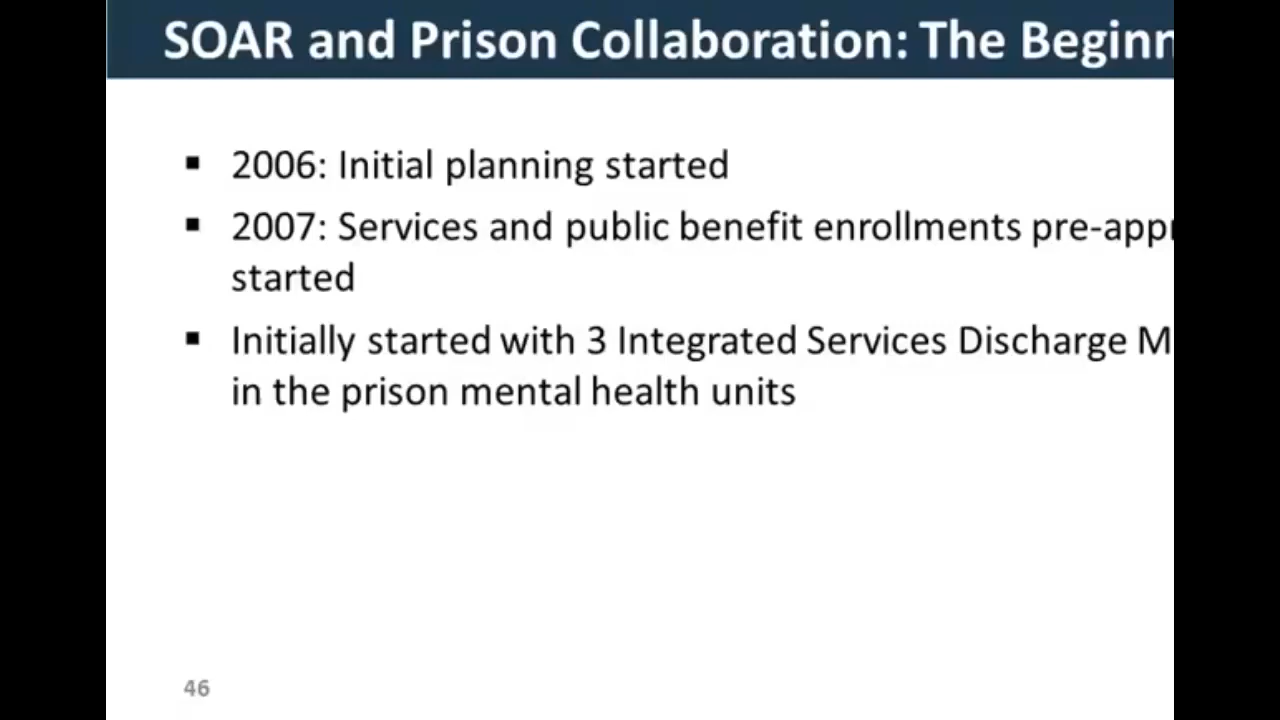 SOAR and Prison Collaboration: The Beginn
▪ 2006: Initial planning started
▪ 2007: Services and public benefit enrollments pre-app
started
▪ Initially started with 3 Integrated Services Discharge M
in the prison mental health units
46